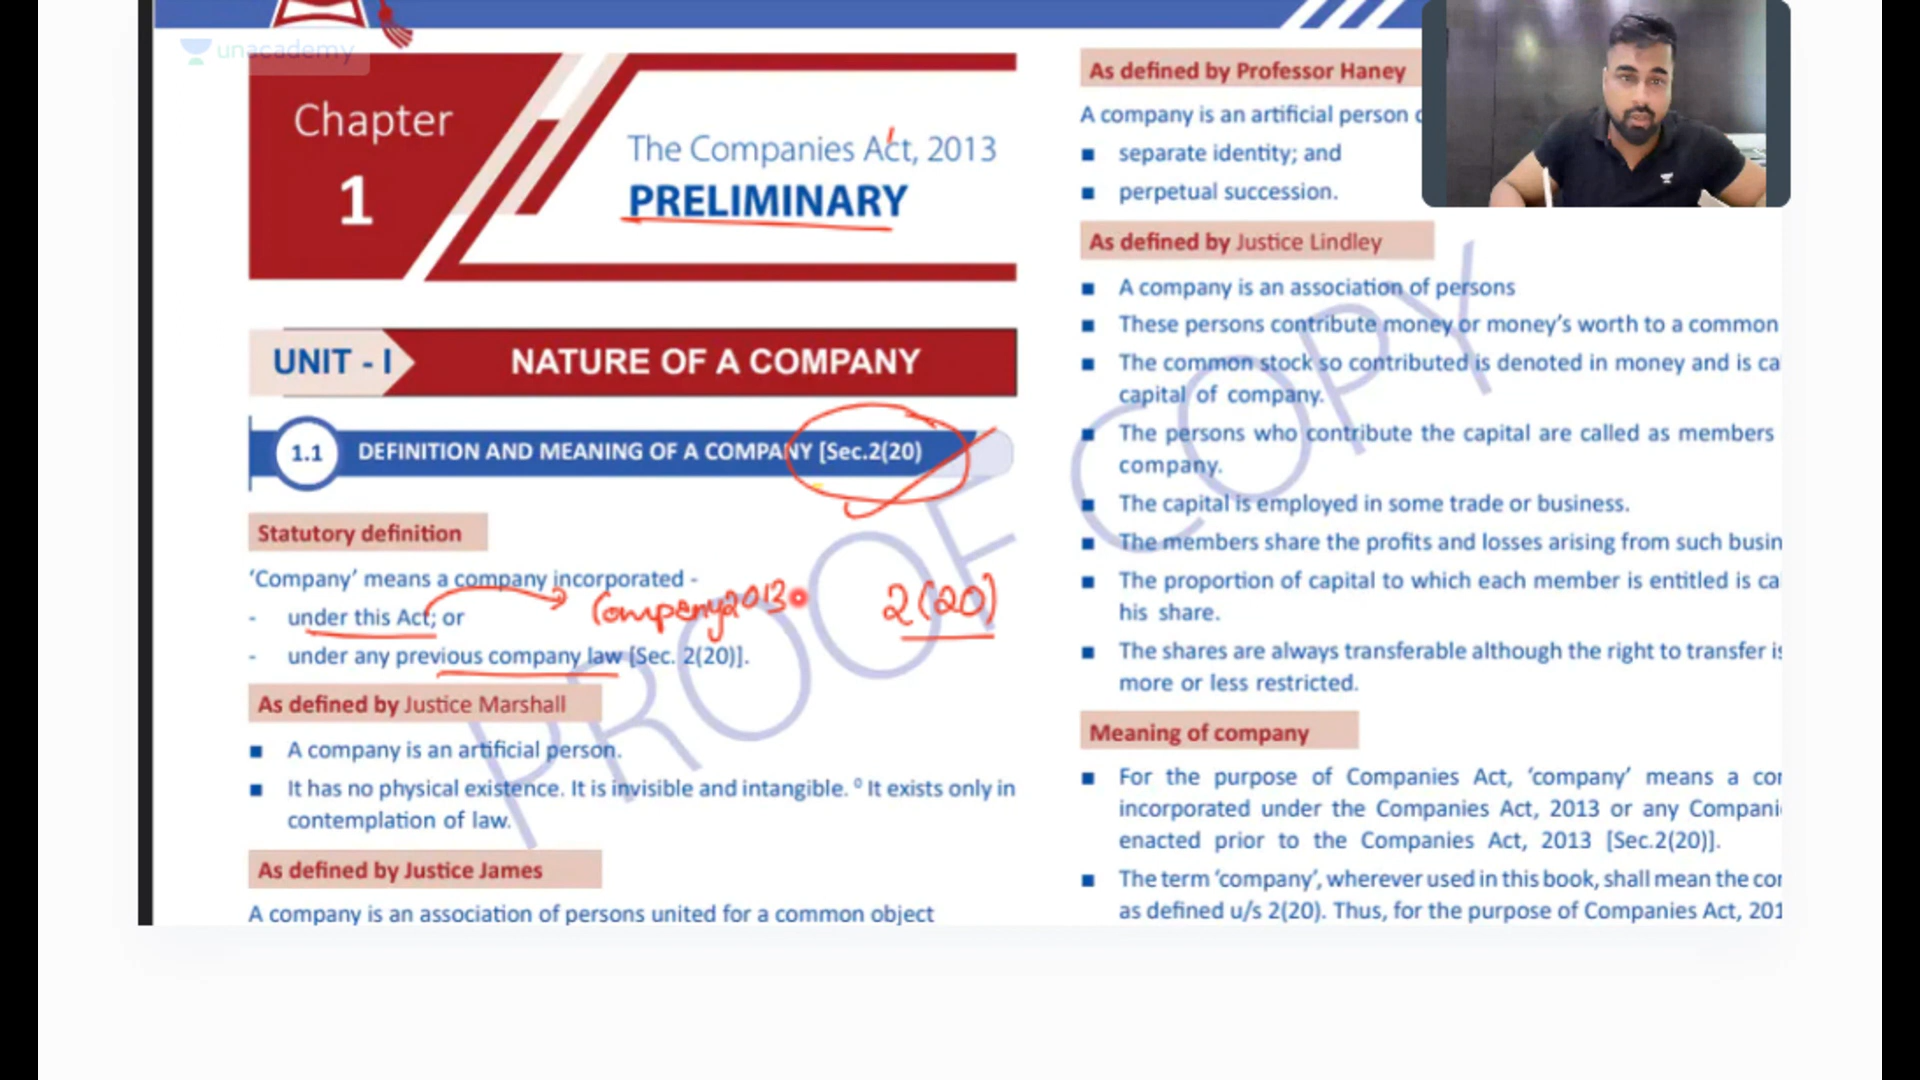 unacademy
Chapter
1
The Companies Act, 2013
PRELIMINARY
UNIT - I
NATURE OF A COMPANY
1.1
DEFINITION AND MEANING OF A COMPANY [Sec.2(20)
Statutory definition
‘Company’ means a company incorporated -
- under this Act; or
Company 2013
2(20)
- under any previous company law [Sec. 2(20)].
As defined by Justice Marshall
■ A company is an artificial person.
■ It has no physical existence. It is invisible and intangible. ⁰ It exists only in
contemplation of law.
As defined by Justice James
A company is an association of persons united for a common object
As defined by Professor Haney
A company is an artificial person
■ separate identity; and
■ perpetual succession.
As defined by Justice Lindley
■ A company is an association of persons
■ These persons contribute money or money’s worth to a common
■ The common stock so contributed is denoted in money and is ca
capital of company.
■ The persons who contribute the capital are called as members
company.
■ The capital is employed in some trade or business.
■ The members share the profits and losses arising from such busin
■ The proportion of capital to which each member is entitled is ca
his share.
■ The shares are always transferable although the right to transfer is
more or less restricted.
Meaning of company
■ For the purpose of Companies Act, ‘company’ means a cor
incorporated under the Companies Act, 2013 or any Compani
enacted prior to the Companies Act, 2013 [Sec.2(20)].
■ The term ‘company’, wherever used in this book, shall mean the cor
as defined u/s 2(20). Thus, for the purpose of Companies Act, 201
PROOF COPY